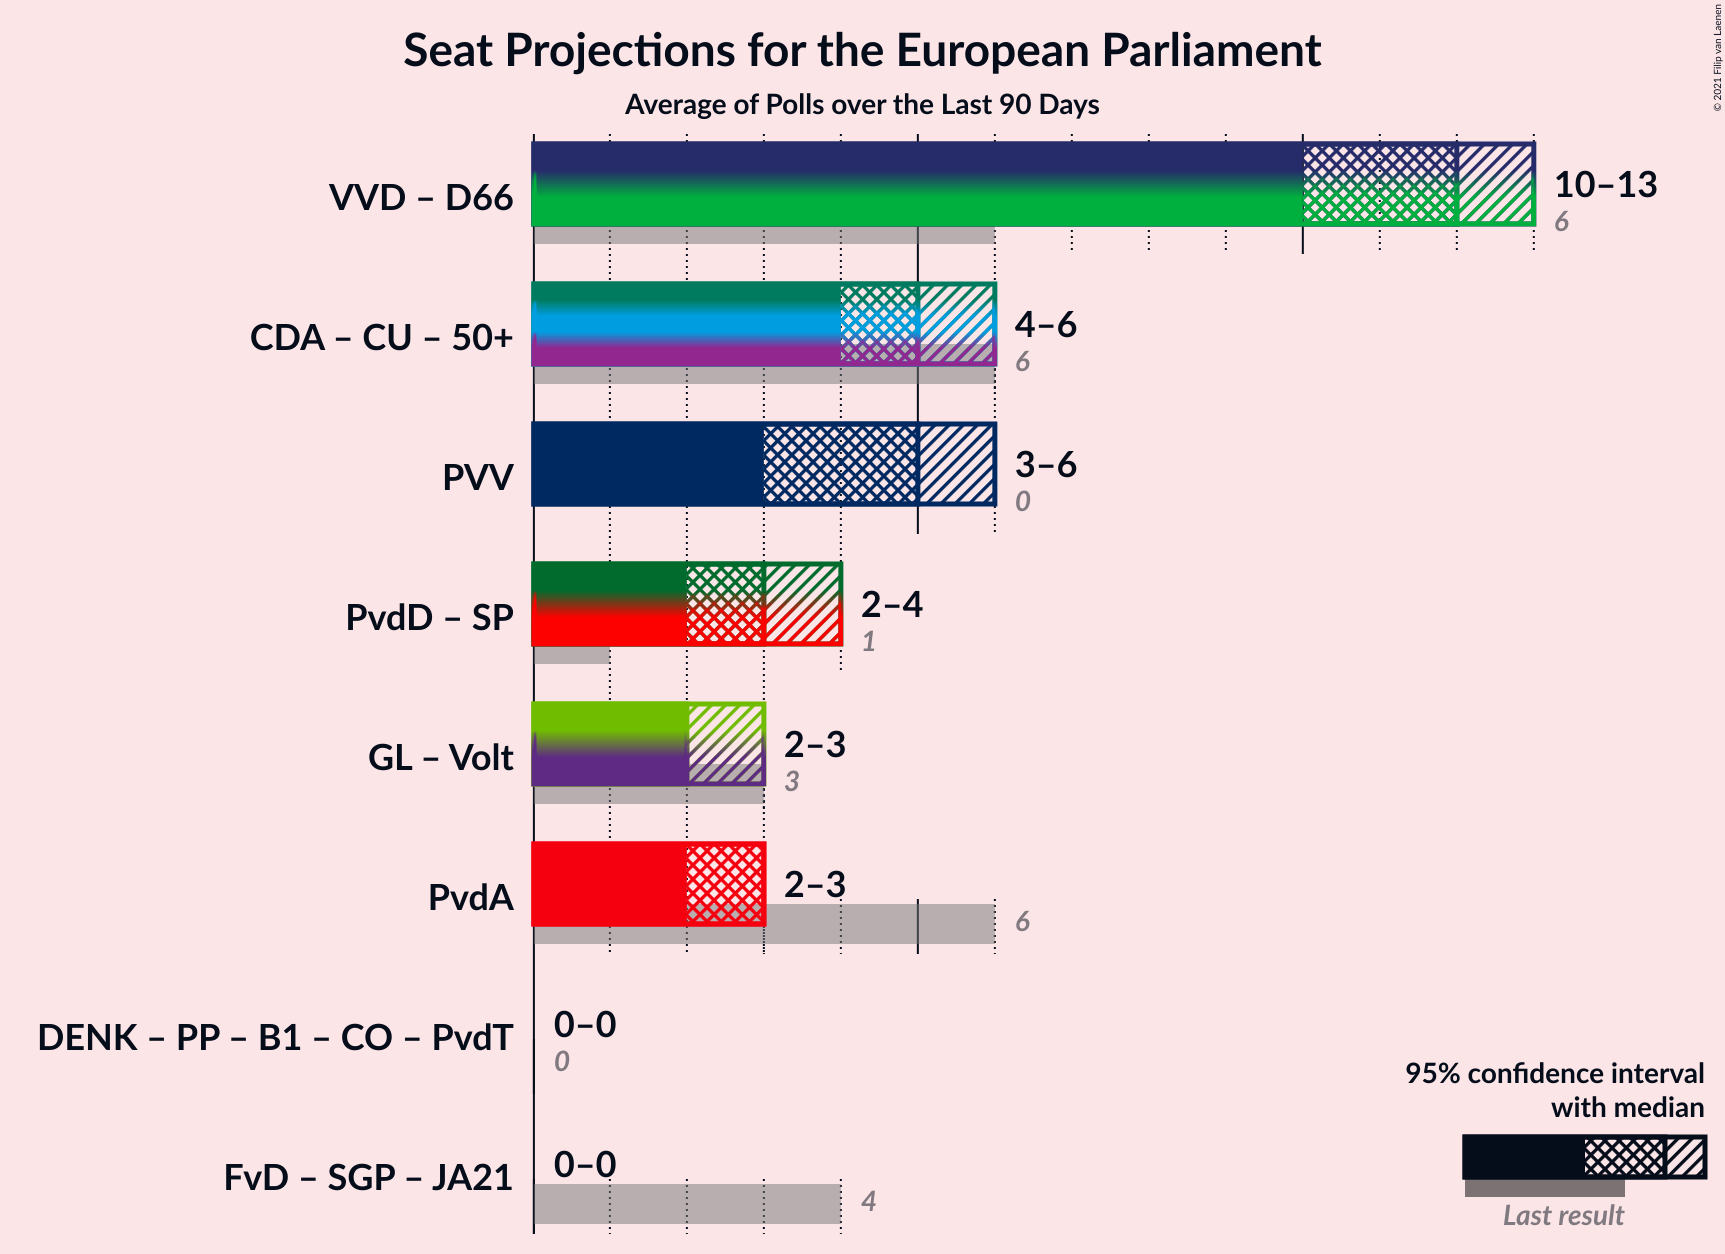 Seat Projections for the European Parliament
Average of Polls over the Last 90 Days
© 2021 Filip van Laenen
VVD – D66
10–13
6
CDA – CU – 50+
4–6
6
PVV
3–6
0
PvdD – SP
2–4
1
GL – Volt
2–3
3
PvdA
2–3
6
DENK – PP – B1 – CO – PvdT
0–0
0
FvD – SGP – JA21
0–0
4
95% confidence interval
with median
Last result